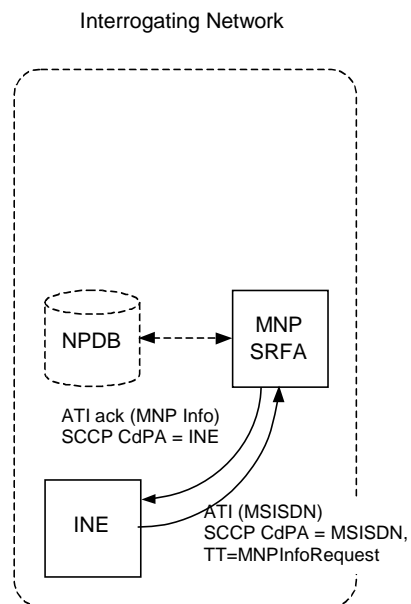 Interrogating Network
NPDB
MNP
SRFA
ATI ack (MNP Info)
SCCP CdPA = INE
INE
ATI (MSISDN)
SCCP CdPA = MSISDN,
TT=MNPInfoRequest